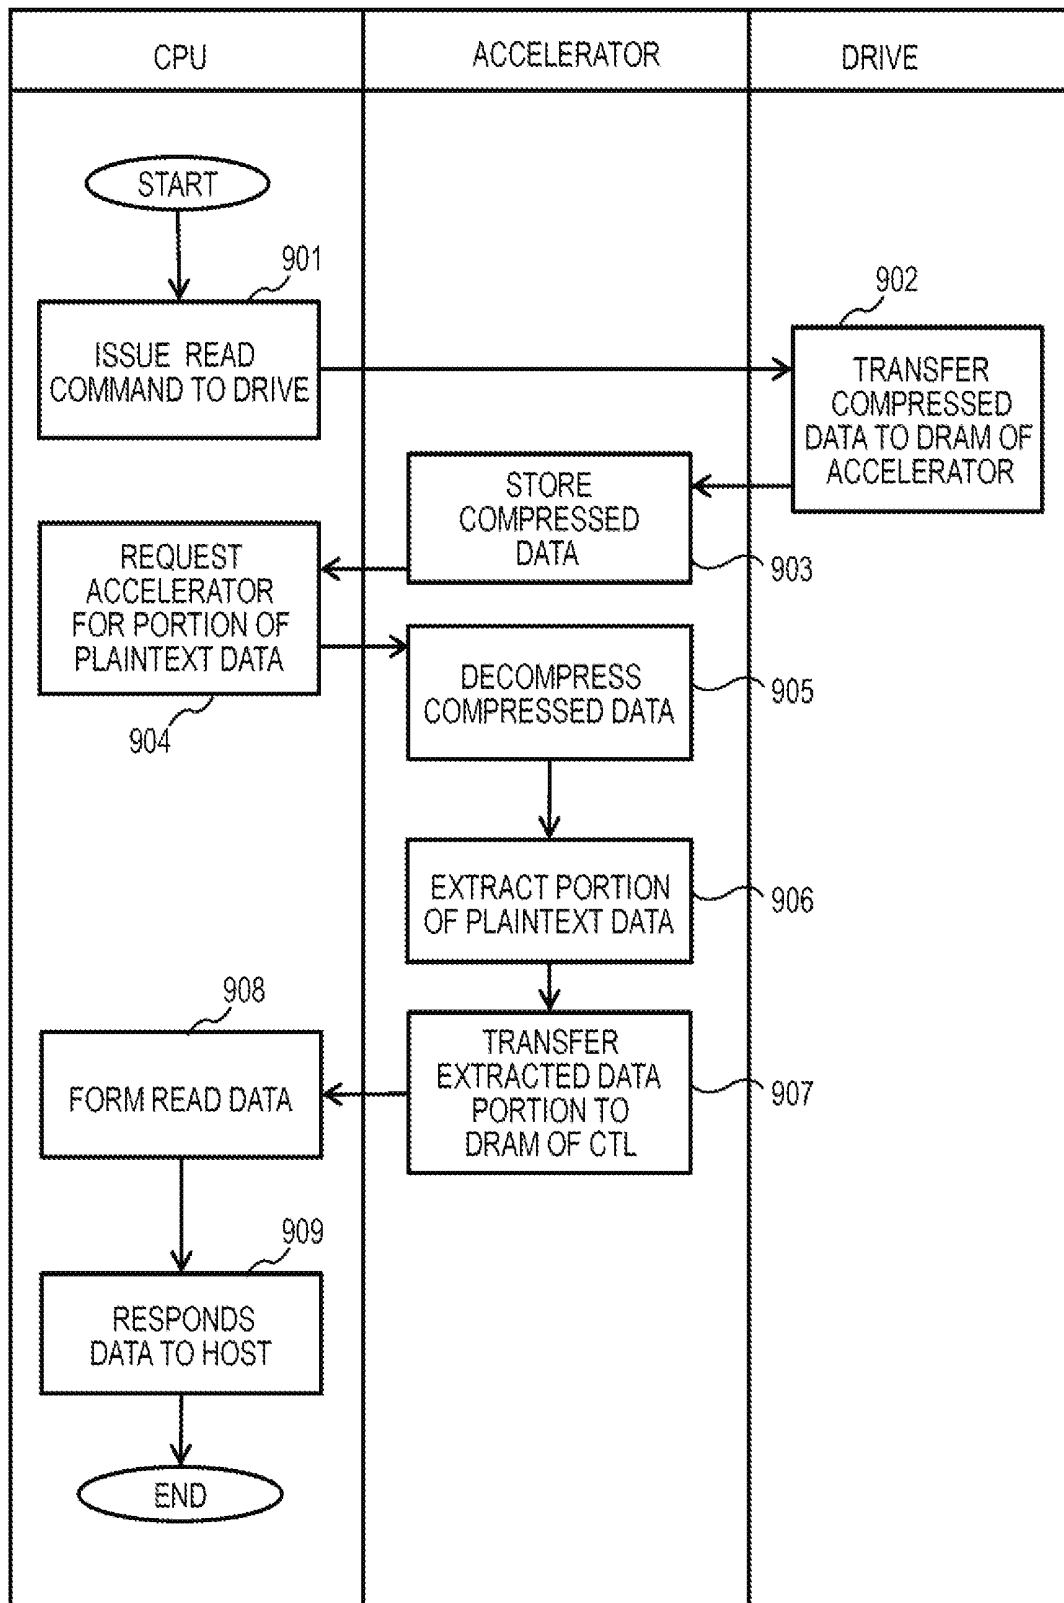 CPU
ACCELERATOR
DRIVE
START
901
ISSUE READ
COMMAND TO DRIVE
902
TRANSFER
COMPRESSED
DATA TO DRAM OF
ACCELERATOR
STORE
COMPRESSED
DATA
903
REQUEST
ACCELERATOR
FOR PORTION OF
PLAINTEXT DATA
904
DECOMPRESS
COMPRESSED DATA
905
EXTRACT PORTION
OF PLAINTEXT DATA
906
TRANSFER
EXTRACTED DATA
PORTION TO
DRAM OF CTL
907
908
FORM READ DATA
909
RESPONDS
DATA TO HOST
END